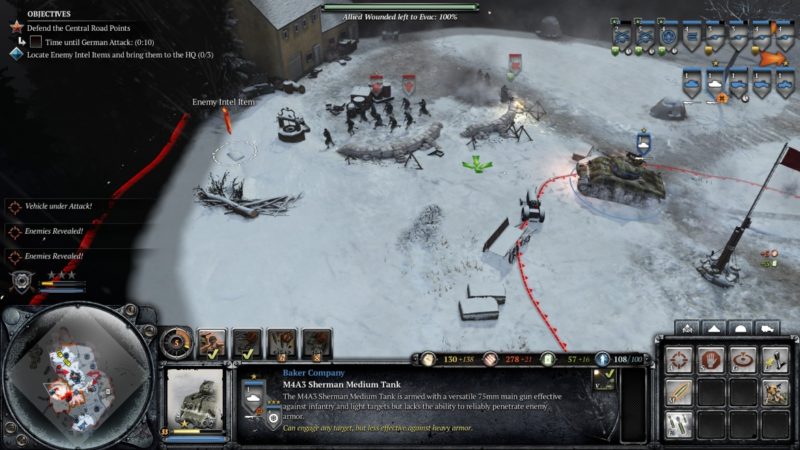 OBJECTIVES
Defend the Central Road Points
Time until German Attack: (0:10)
Locate Enemy Intel Items and bring them to the HQ (0/3)
Allied Wounded left to Evac: 100%
Enemy Intel Item
Vehicle under Attack!
Enemies Revealed!
Enemies Revealed!
130 +138 278 +21 57 +16 108/100
Baker Company
M4A3 Sherman Medium Tank
The M4A3 Sherman Medium Tank is armed with a versatile 75mm main gun effective
against infantry and light targets but lacks the ability to reliably penetrate enemy
armor.
Can engage any target, but less effective against heavy armor.